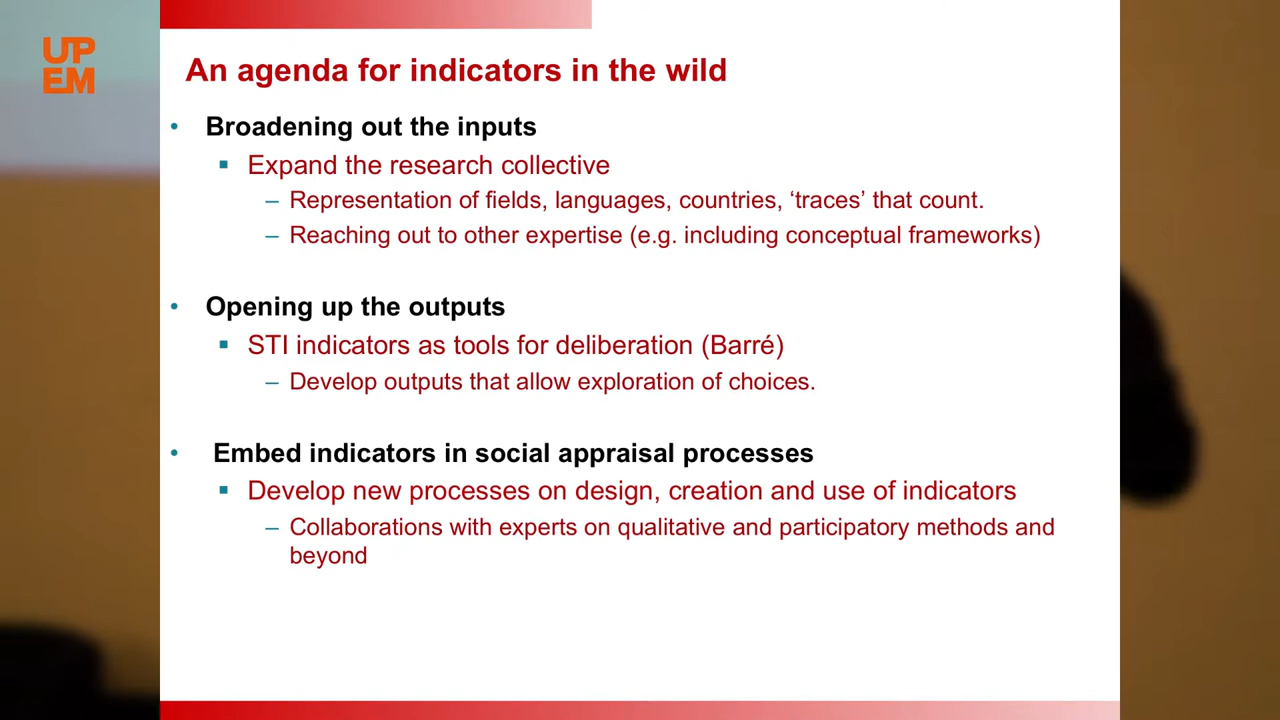 UP
EM
An agenda for indicators in the wild
• Broadening out the inputs
▪ Expand the research collective
– Representation of fields, languages, countries, ‘traces’ that count.
– Reaching out to other expertise (e.g. including conceptual frameworks)
• Opening up the outputs
▪ STI indicators as tools for deliberation (Barré)
– Develop outputs that allow exploration of choices.
• Embed indicators in social appraisal processes
▪ Develop new processes on design, creation and use of indicators
– Collaborations with experts on qualitative and participatory methods and
beyond